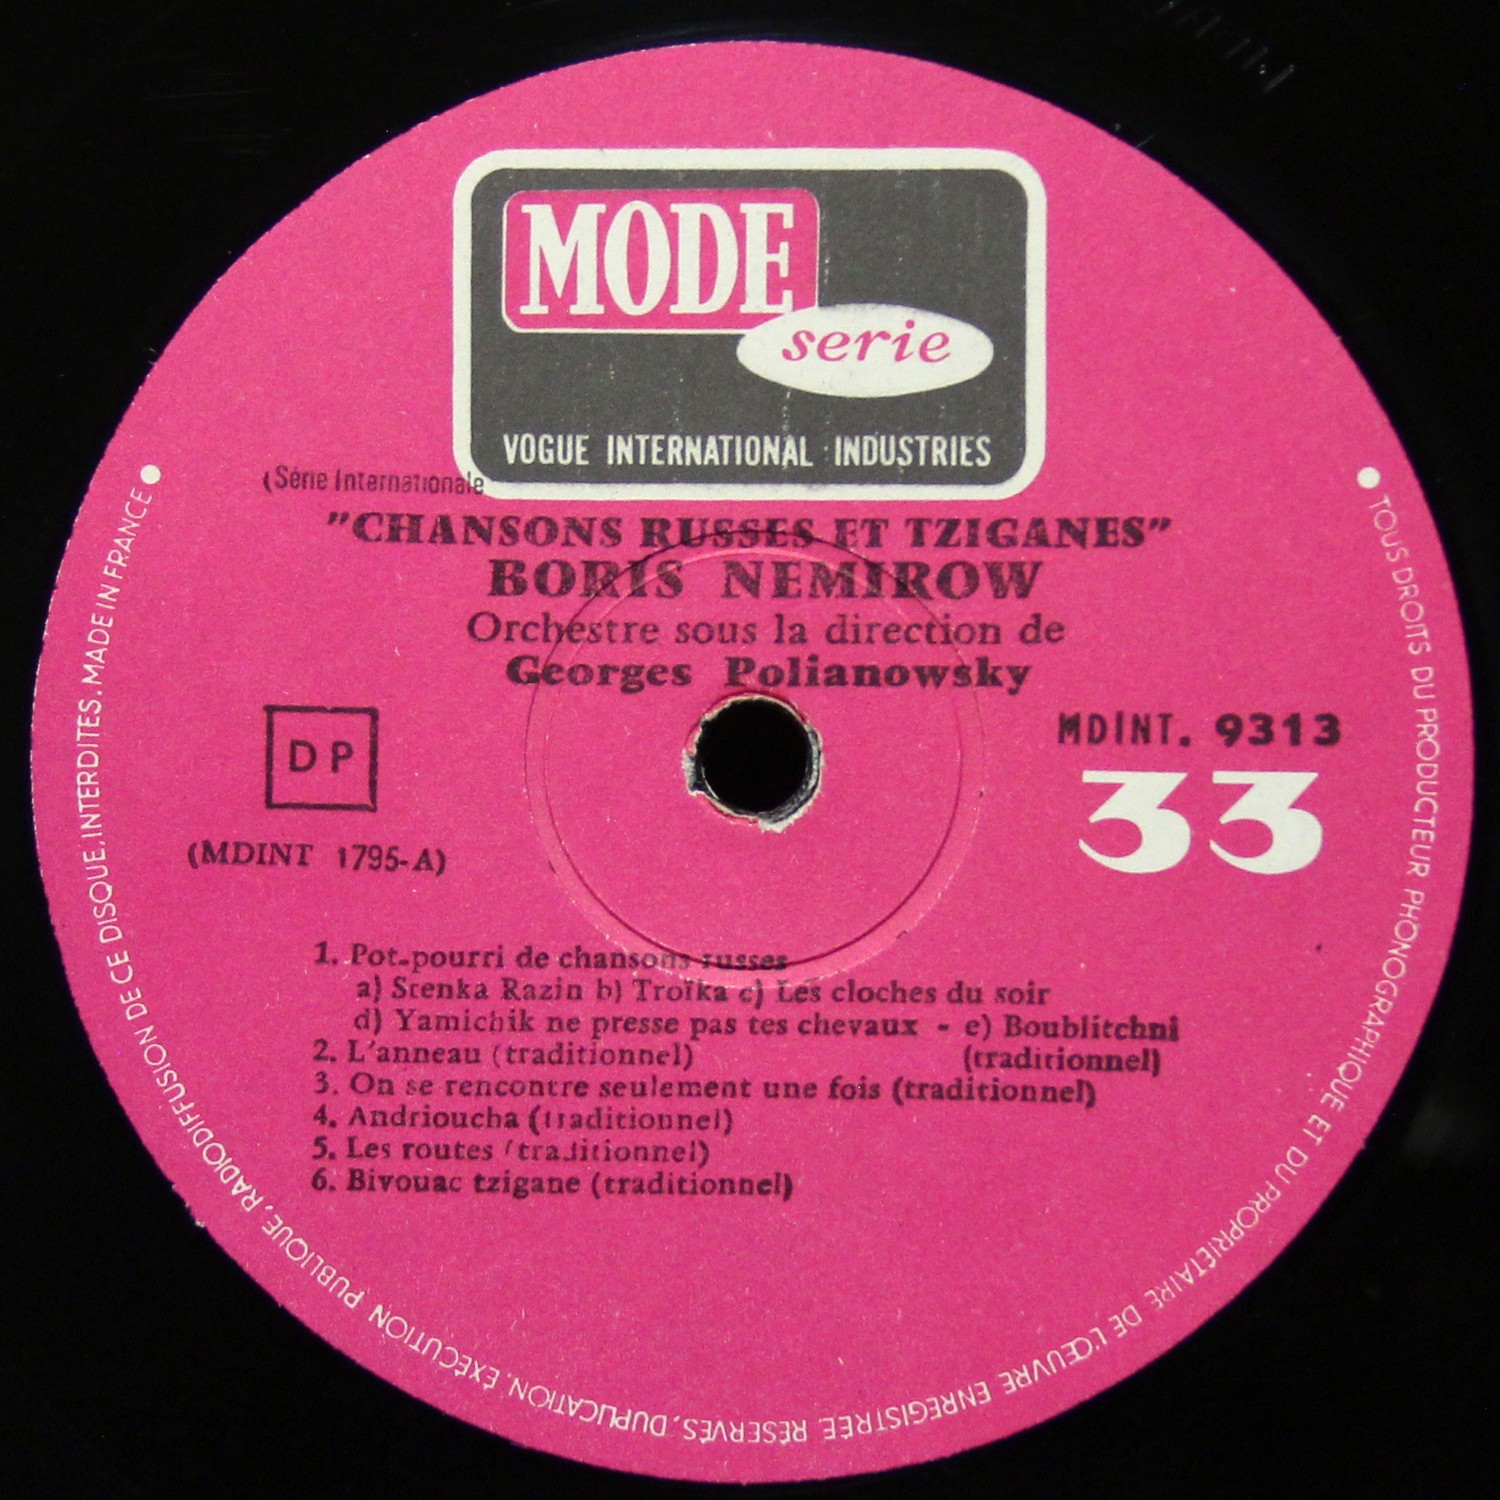 MODE
serie
VOGUE INTERNATIONAL INDUSTRIES
(Série Internationale
"CHANSONS RUSSES ET TZIGANES"
BORIS NEMIROW
Orchestre sous la direction de
Georges Polianowsky
DP
MDINT. 9313
33
(MDINT 1795-A)
1. Pot-pourri de chansons russes
a) Stenka Razin b) Troïka c) Les cloches du soir
d) Yamichik ne presse pas tes chevaux - e) Boublitchni
2. L'anneau (traditionnel) (traditionnel)
3. On se rencontre seulement une fois (traditionnel)
4. Andrioucha (traditionnel)
5. Les routes (traditionnel)
6. Bivouac tzigane (traditionnel)
TOUS DROITS DU PRODUCTEUR PHONOGRAPHIQUE ET DU PROPRIÉTAIRE DE L'ŒUVRE ENREGISTRÉE RÉSERVÉS, DUPLICATION, EXÉCUTION PUBLIQUE, RADIODIFFUSION DE CE DISQUE, INTERDITES. MADE IN FRANCE